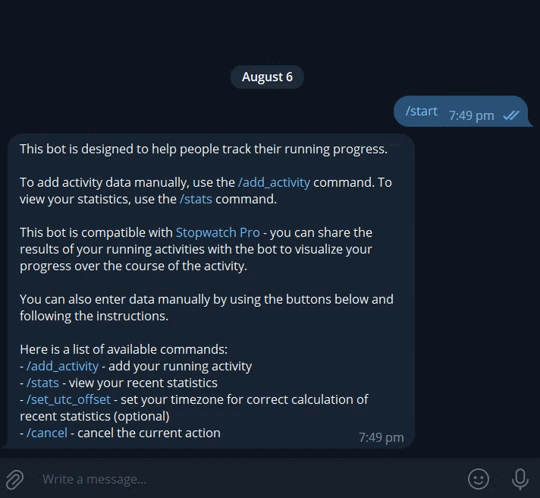 August 6
/start 7:49 pm
This bot is designed to help people track their running progress.
To add activity data manually, use the /add_activity command. To
view your statistics, use the /stats command.
This bot is compatible with Stopwatch Pro - you can share the
results of your running activities with the bot to visualize your
progress over the course of the activity.
You can also enter data manually by using the buttons below and
following the instructions.
Here is a list of available commands:
- /add_activity - add your running activity
- /stats - view your recent statistics
- /set_utc_offset - set your timezone for correct calculation of
recent statistics (optional)
- /cancel - cancel the current action
7:49 pm
Write a message...